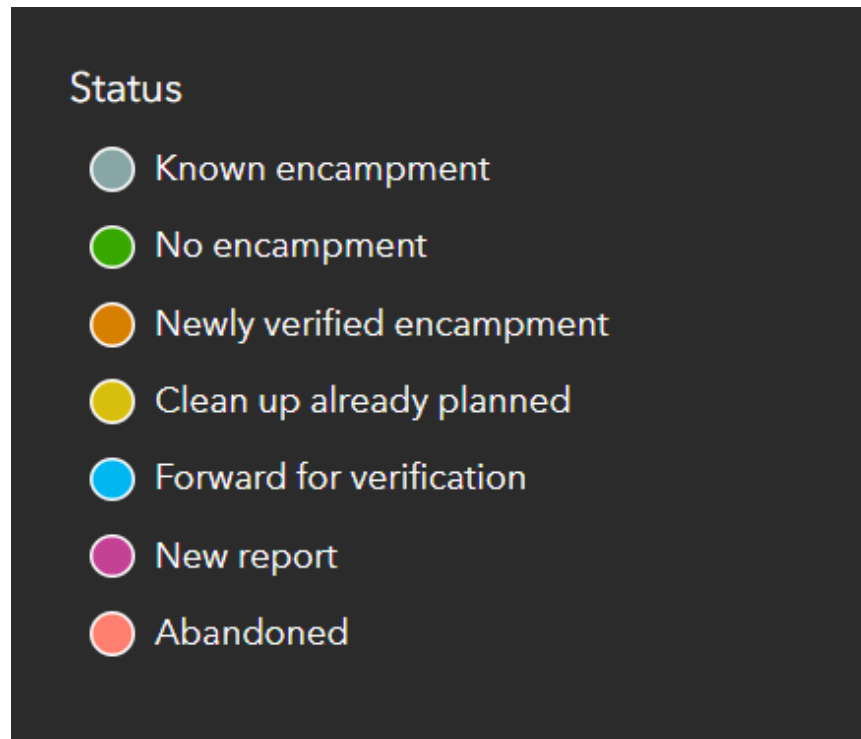 Status
Known encampment
No encampment
Newly verified encampment
Clean up already planned
Forward for verification
New report
Abandoned